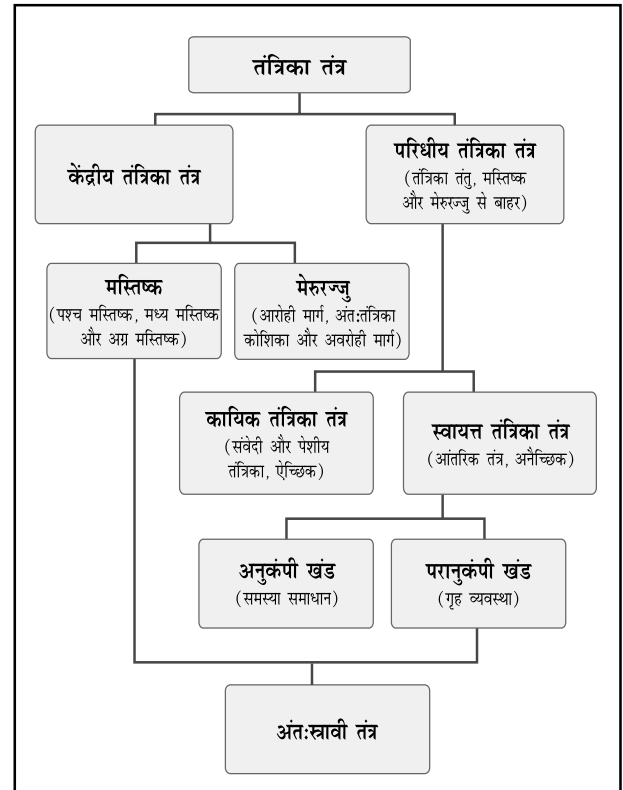 तंत्रिका तंत्र
केंद्रीय तंत्रिका तंत्र
परिधीय तंत्रिका तंत्र
(तंत्रिका तंतु, मस्तिष्क
और मेरुरज्जु से बाहर)
मस्तिष्क
(पश्च मस्तिष्क, मध्य मस्तिष्क
और अग्र मस्तिष्क)
मेरुरज्जु
(आरोही मार्ग, अंत:तंत्रिका
कोशिका और अवरोही मार्ग)
कायिक तंत्रिका तंत्र
(संवेदी और पेशीय
तंत्रिका, ऐच्छिक)
स्वायत्त तंत्रिका तंत्र
(आंतरिक तंत्र, अनैच्छिक)
अनुकंपी खंड
(समस्या समाधान)
परानुकंपी खंड
(गृह व्यवस्था)
अंत:स्त्रावी तंत्र